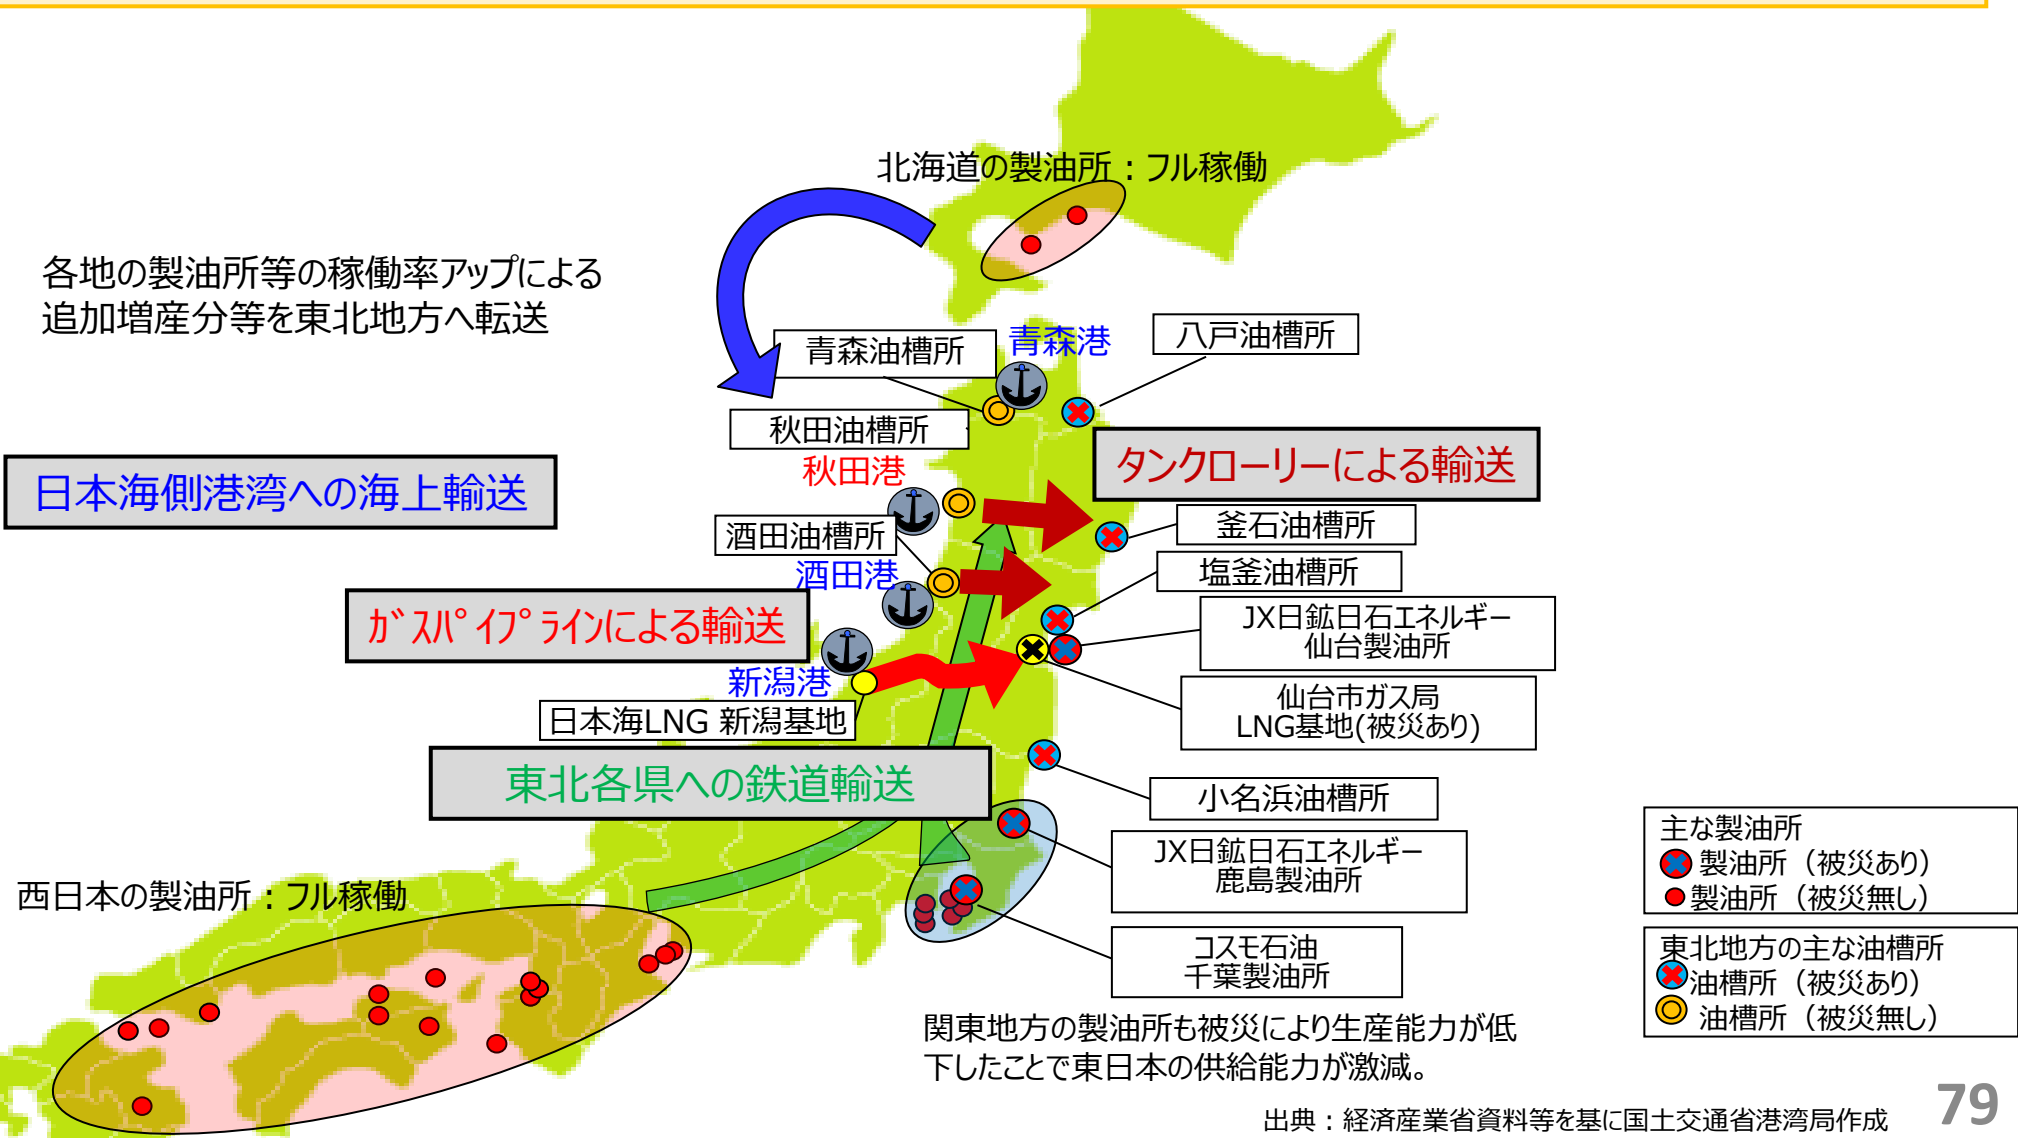 北海道の製油所：フル稼働
各地の製油所等の稼働率アップによる
追加増産分等を東北地方へ転送
青森油槽所
青森港
八戸油槽所
秋田油槽所
秋田港
タンクローリーによる輸送
日本海側港湾への海上輸送
釜石油槽所
酒田油槽所
酒田港
塩釜油槽所
ｶﾞｽﾊﾟｲﾌﾟﾗｲﾝによる輸送
JX日鉱日石エネルギー
仙台製油所
新潟港
仙台市ガス局
LNG基地(被災あり)
日本海LNG 新潟基地
東北各県への鉄道輸送
小名浜油槽所
JX日鉱日石エネルギー
鹿島製油所
西日本の製油所：フル稼働
コスモ石油
千葉製油所
主な製油所
製油所（被災あり）
製油所（被災無し）
東北地方の主な油槽所
油槽所（被災あり）
油槽所（被災無し）
関東地方の製油所も被災により生産能力が低
下したことで東日本の供給能力が激減。
出典：経済産業省資料等を基に国土交通省港湾局作成
79